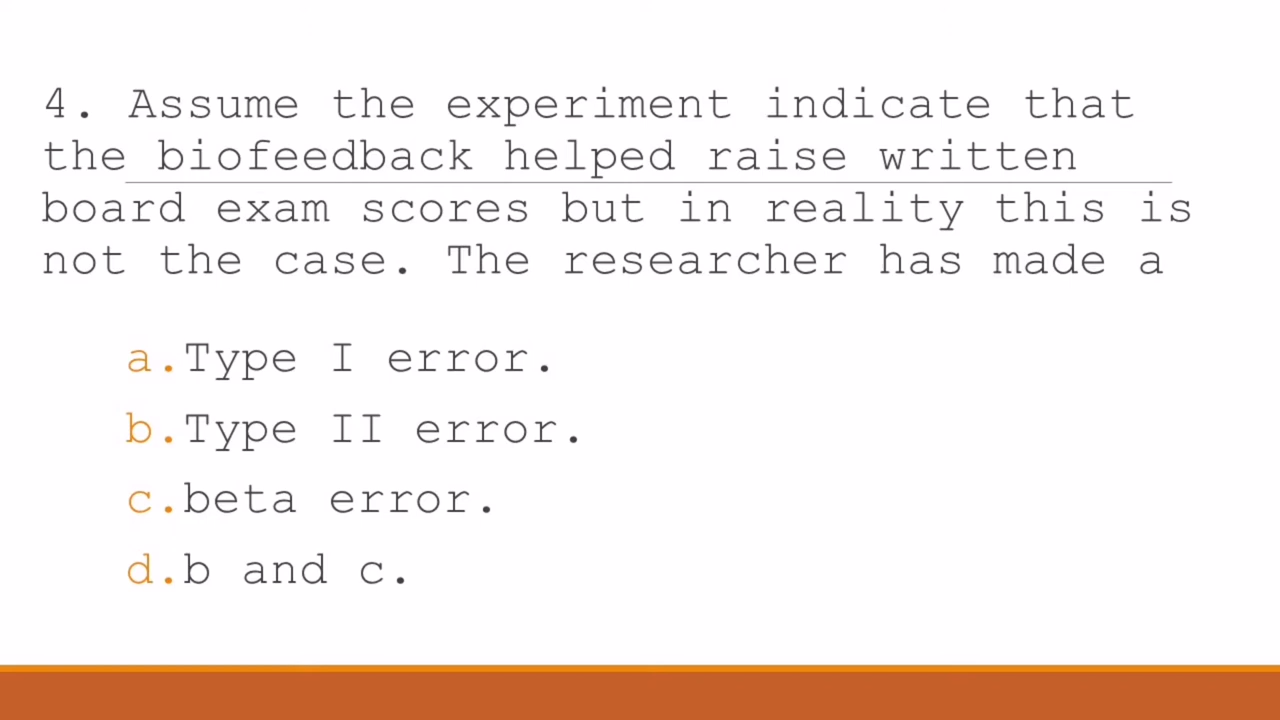 4. Assume the experiment indicate that
the biofeedback helped raise written
board exam scores but in reality this is
not the case. The researcher has made a
a.Type I error.
b.Type II error.
c.beta error.
d.b and c.